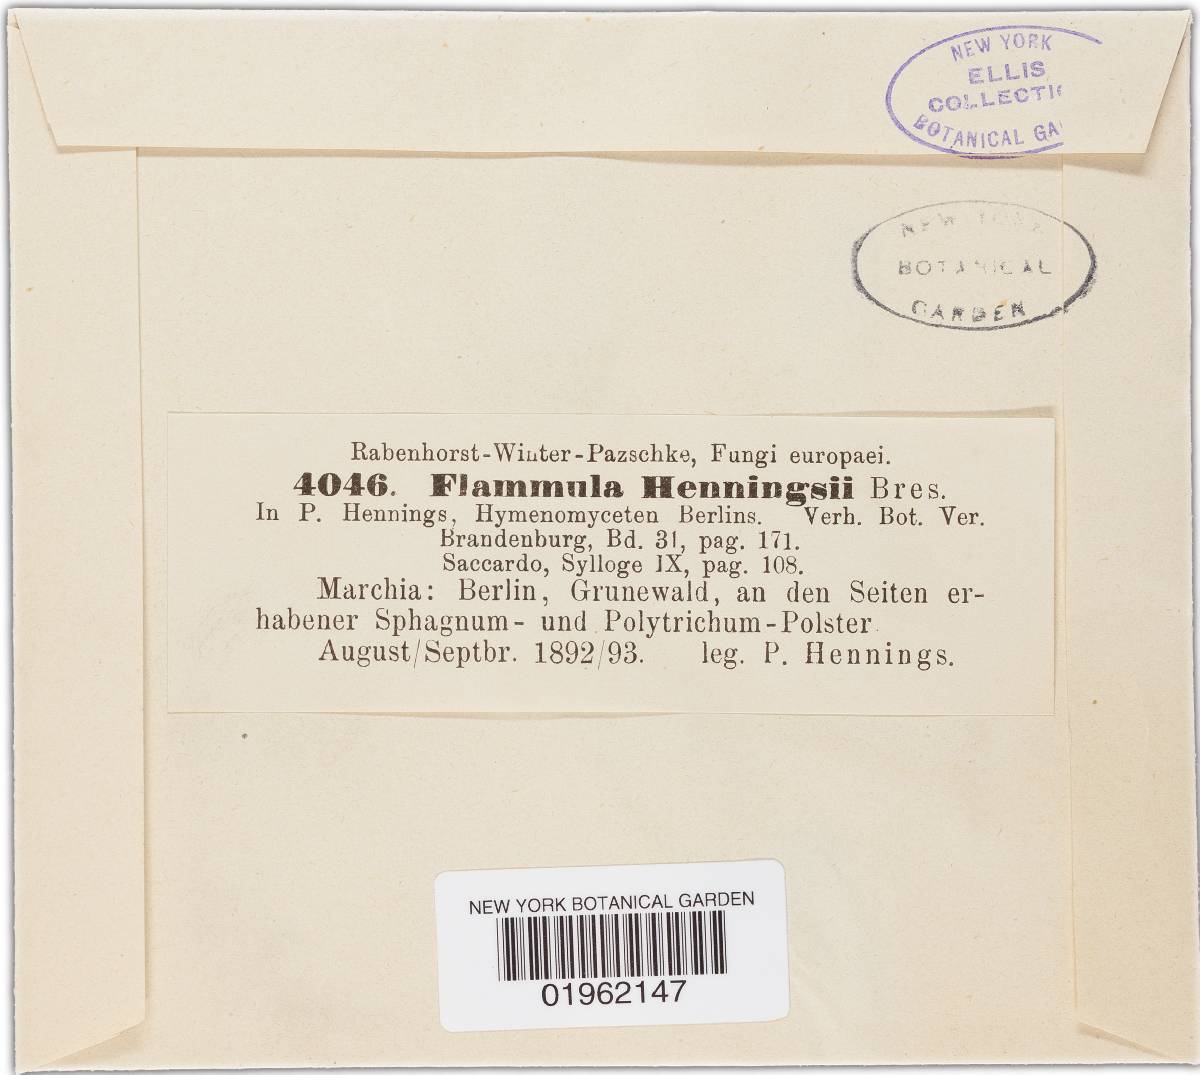 NEW YORK
ELLIS
COLLECTIO
BOTANICAL GA
NEW YORK
BOTANICAL
GARDEN
Rabenhorst-Winter-Pazschke, Fungi europaei.
4046. Flammula Henningsii Bres.
In P. Hennings, Hymenomyceten Berlins. Verh. Bot. Ver.
Brandenburg, Bd. 31, pag. 171.
Saccardo, Sylloge IX, pag. 108.
Marchia: Berlin, Grunewald, an den Seiten er-
habener Sphagnum- und Polytrichum-Polster.
August/Septbr. 1892/93. leg. P. Hennings.
NEW YORK BOTANICAL GARDEN
01962147